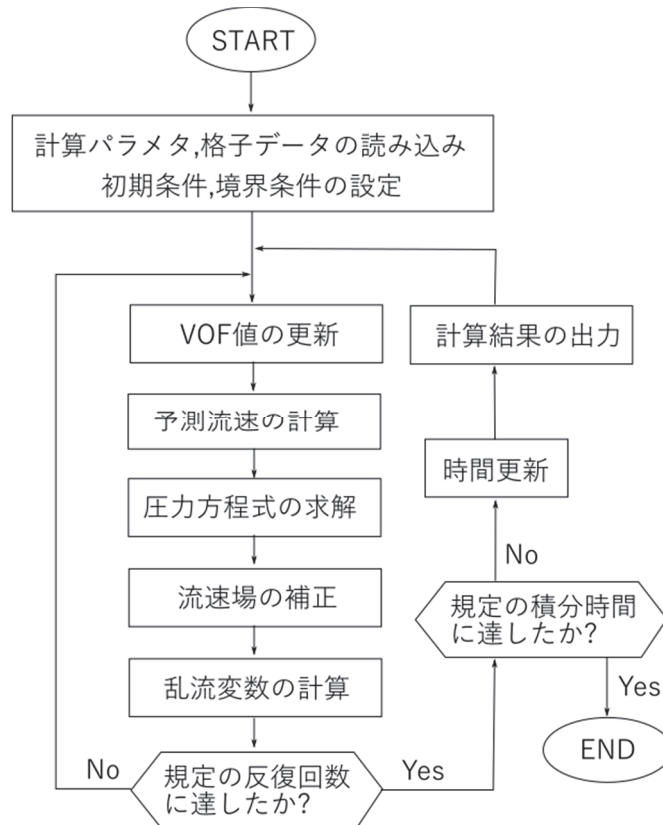 START
計算パラメタ,格子データの読み込み
初期条件,境界条件の設定
VOF値の更新
予測流速の計算
圧力方程式の求解
流速場の補正
乱流変数の計算
規定の反復回数
に達したか?
No
Yes
規定の積分時間
に達したか?
No
Yes
時間更新
計算結果の出力
END